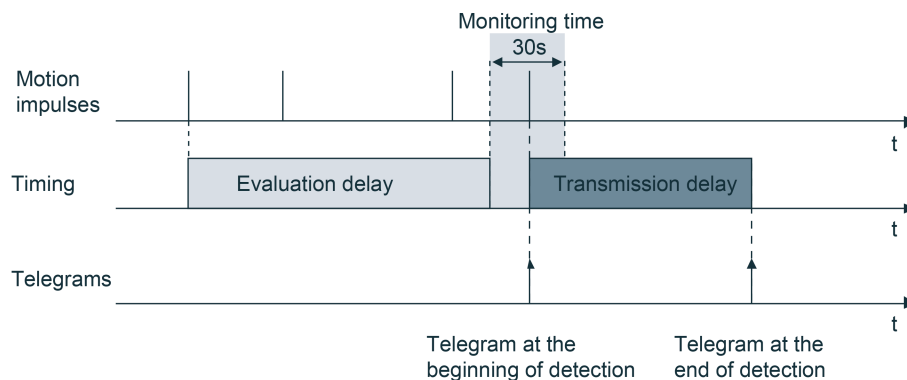 Monitoring time
30s
Motion
impulses
t
Timing
Evaluation delay
Transmission delay
t
Telegrams
t
Telegram at the
beginning of detection
Telegram at the
end of detection